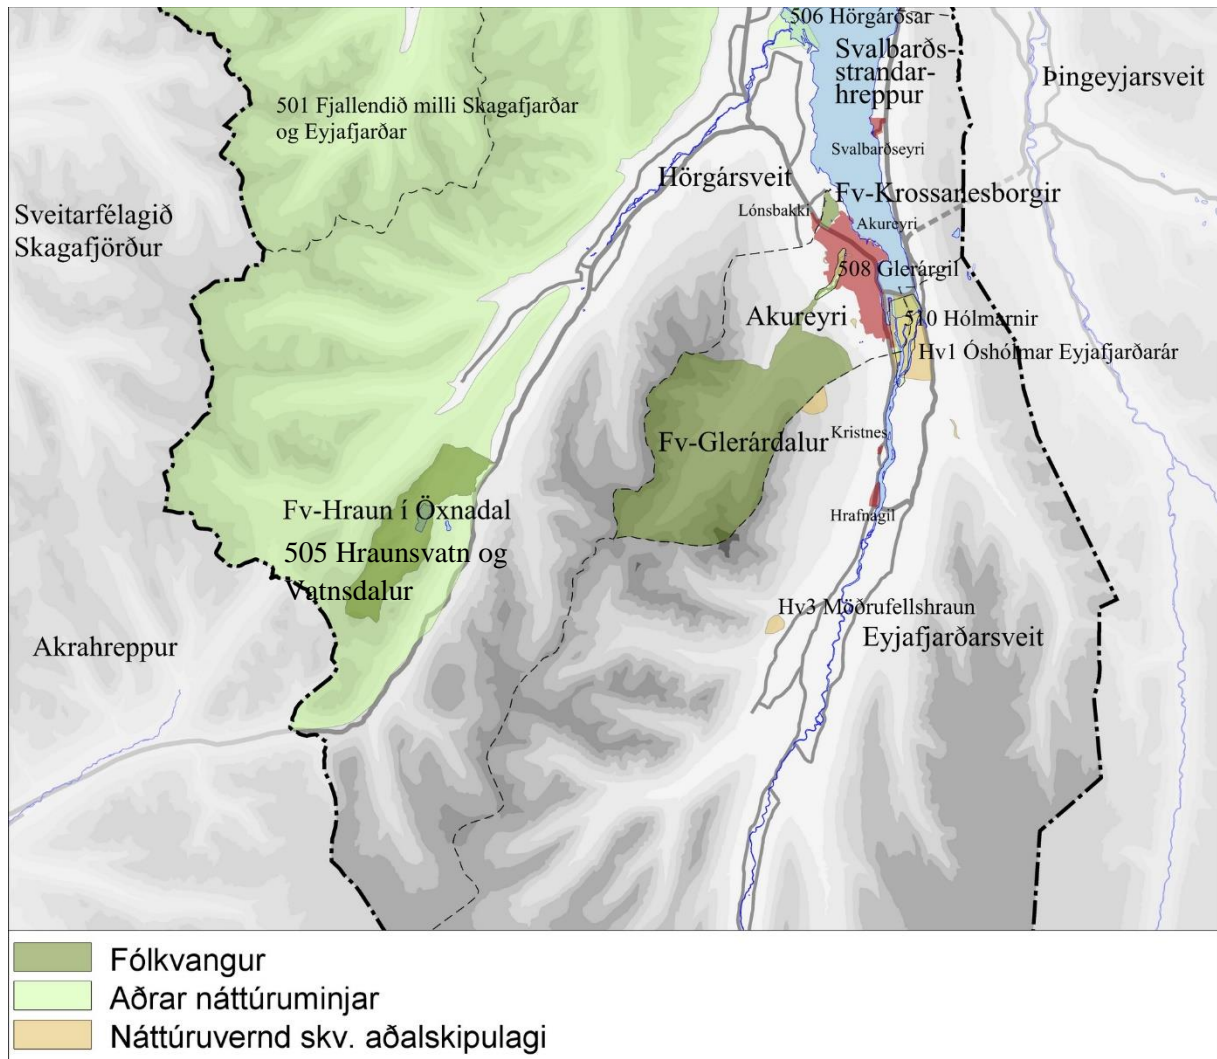 506 Hörgárðsar
Svalbarðs-
strandar-
hreppur
Þingeyjarsveit
501 Fjallendið milli Skagafjarðar
og Eyjafjarðar
Svalbarðseyri
Hörgársveit
Fv-Krossanesborgir
Sveitarfélagið
Skagafjörður
Lónsbakki
Akureyri
508 Glerárgil
Akureyri
510 Hólmarnir
Hv1 Óshólmar Eyjafjarðarár
Fv-Glerárdalur
Kristnes
Fv-Hraun í Öxnadal
Hrafnagil
505 Hraunsvatn og
Vatnsdalur
Hv3 Möðrufellshraun
Eyjafjarðarsveit
Akrahreppur
Fólkvangur
Aðrar náttúruminjar
Náttúruvernd skv. aðalskipulagi